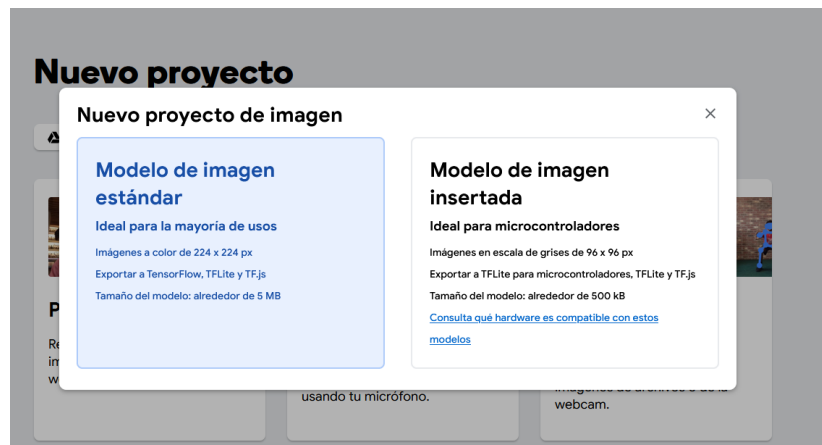 Nuevo proyecto
Nuevo proyecto de imagen
Modelo de imagen
estándar
Ideal para la mayoría de usos
Imágenes a color de 224 x 224 px
Exportar a TensorFlow, TFLite y TF.js
Tamaño del modelo: alrededor de 5 MB
Modelo de imagen
insertada
Ideal para microcontroladores
Imágenes en escala de grises de 96 x 96 px
Exportar a TFLite para microcontroladores, TFLite y TF.js
Tamaño del modelo: alrededor de 500 kB
Consulta qué hardware es compatible con estos
modelos
usando tu micrófono.
webcam.